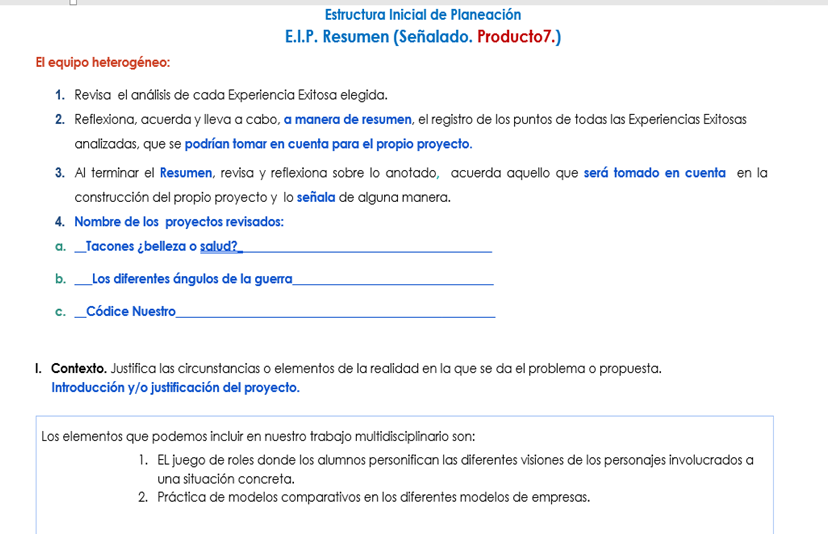 Estructura Inicial de Planeación
E.I.P. Resumen (Señalado. Producto7.)
El equipo heterogéneo:
1. Revisa el análisis de cada Experiencia Exitosa elegida.
2. Reflexiona, acuerda y lleva a cabo, a manera de resumen, el registro de los puntos de todas las Experiencias Exitosas
analizadas, que se podrían tomar en cuenta para el propio proyecto.
3. Al terminar el Resumen, revisa y reflexiona sobre lo anotado, acuerda aquello que será tomado en cuenta en la
construcción del propio proyecto y lo señala de alguna manera.
4. Nombre de los proyectos revisados:
a. __Tacones ¿belleza o salud?_
b. ___Los diferentes ángulos de la guerra
c. __Códice Nuestro
I. Contexto. Justifica las circunstancias o elementos de la realidad en la que se da el problema o propuesta.
Introducción y/o justificación del proyecto.
Los elementos que podemos incluir en nuestro trabajo multidisciplinario son:
1. EL juego de roles donde los alumnos personifican las diferentes visiones de los personajes involucrados a
una situación concreta.
2. Práctica de modelos comparativos en los diferentes modelos de empresas.